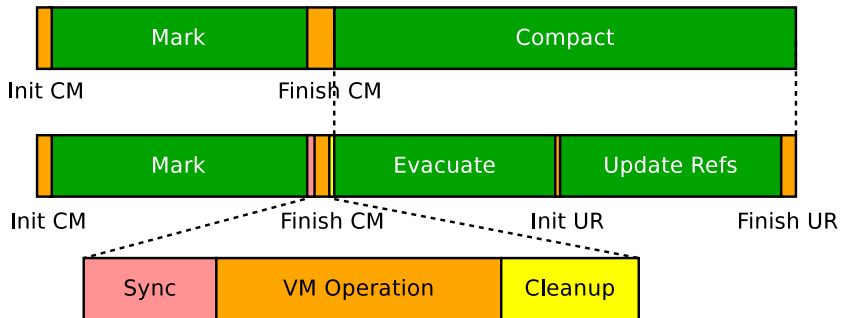 Mark Compact
Init CM Finish CM
Mark Evacuate Update Refs
Init CM Finish CM Init UR Finish UR
Sync VM Operation Cleanup